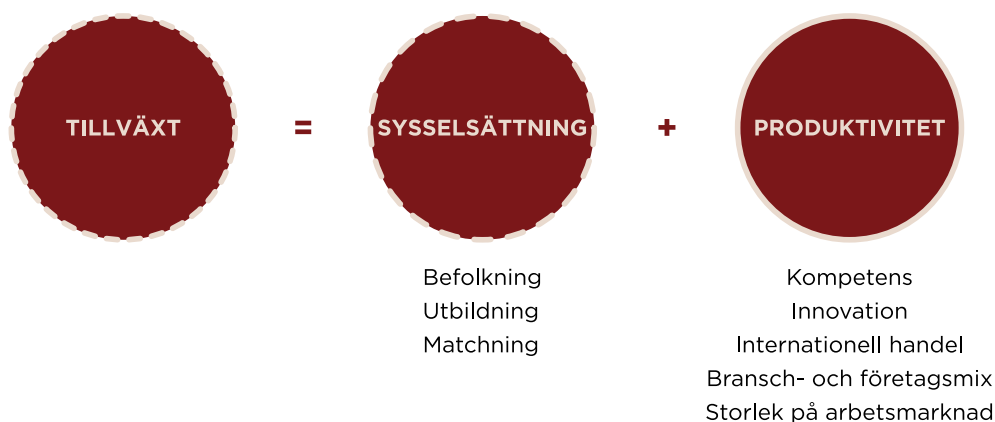 TILLVÄXT = SYSSELSÄTTNING + PRODUKTIVITET
Befolkning
Utbildning
Matchning
Kompetens
Innovation
Internationell handel
Bransch- och företagsmix
Storlek på arbetsmarknad